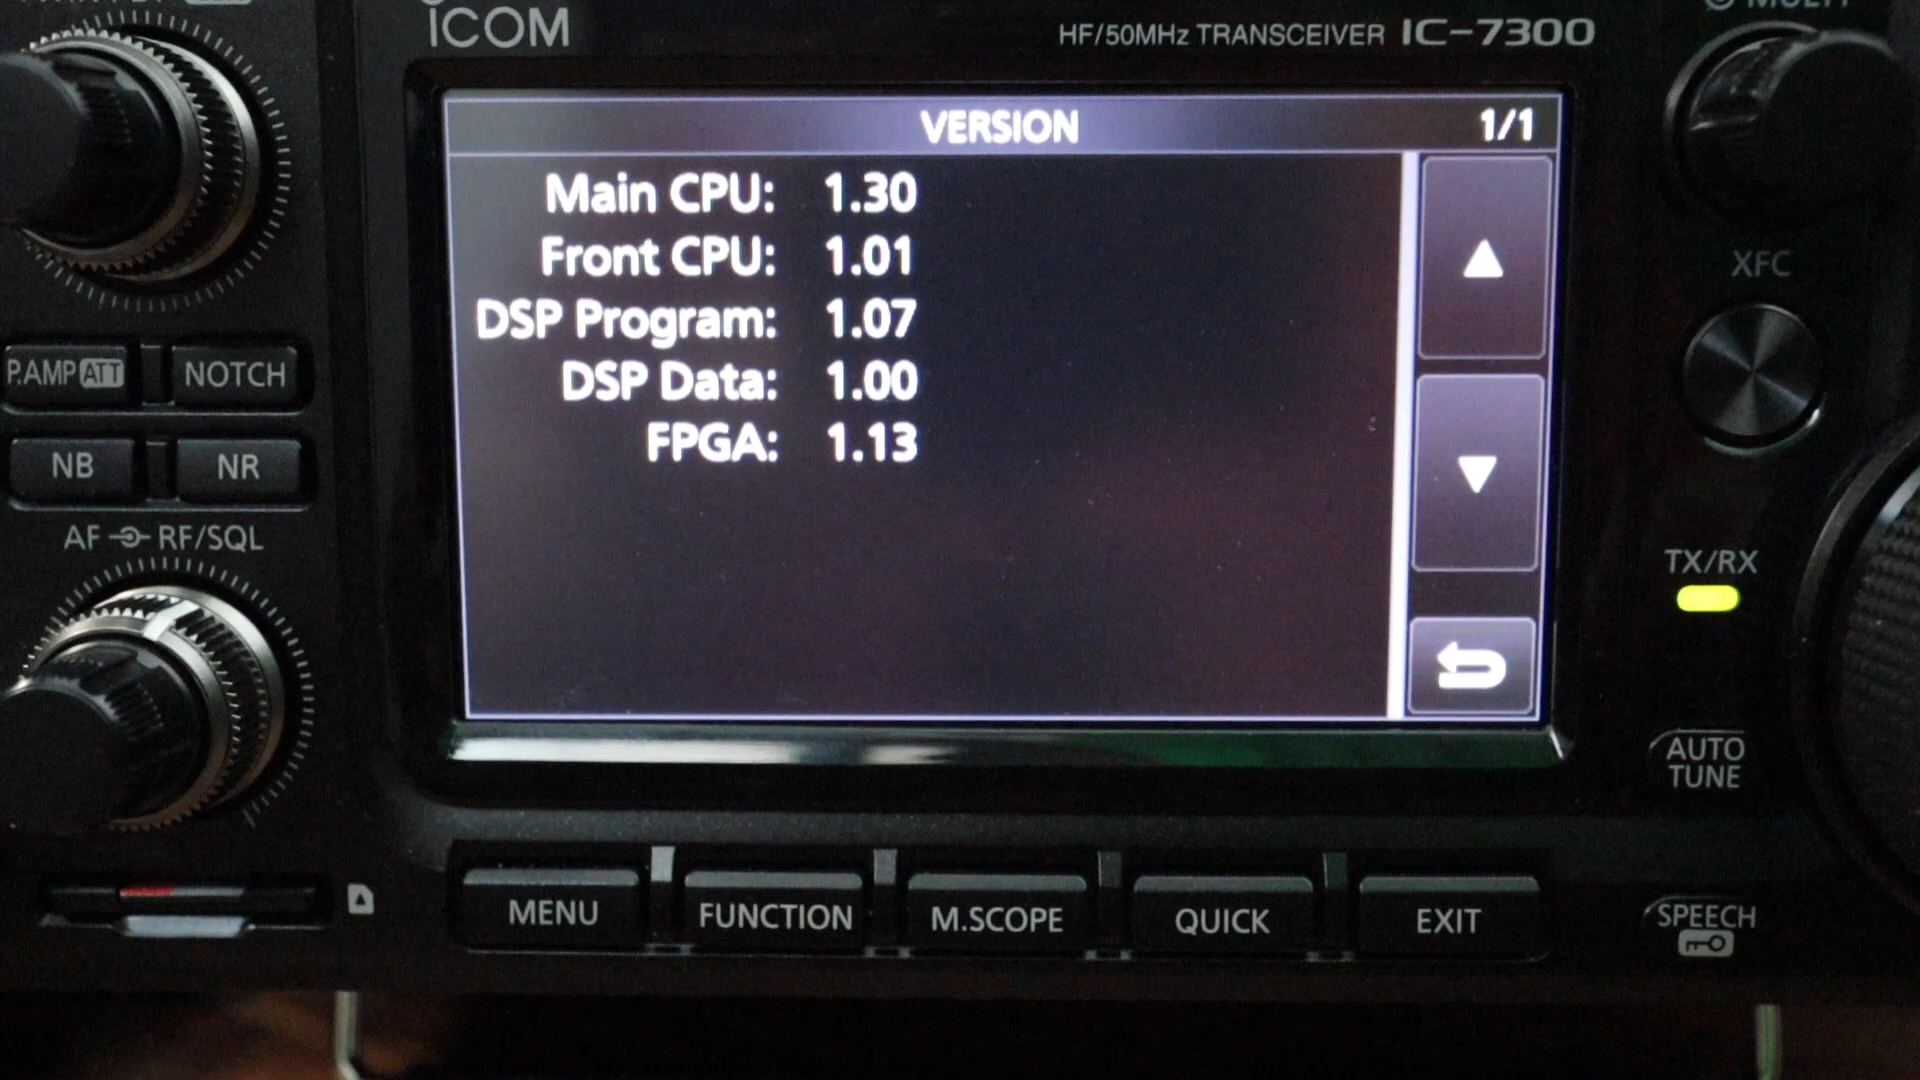 ICOM
HF/50MHz TRANSCEIVER IC-7300
VERSION 1/1
Main CPU: 1.30
Front CPU: 1.01
DSP Program: 1.07
DSP Data: 1.00
FPGA: 1.13
XFC
P.AMP ATT NOTCH
NB NR
AF RF/SQL
TX/RX
AUTO
TUNE
MENU FUNCTION M.SCOPE QUICK EXIT
SPEECH